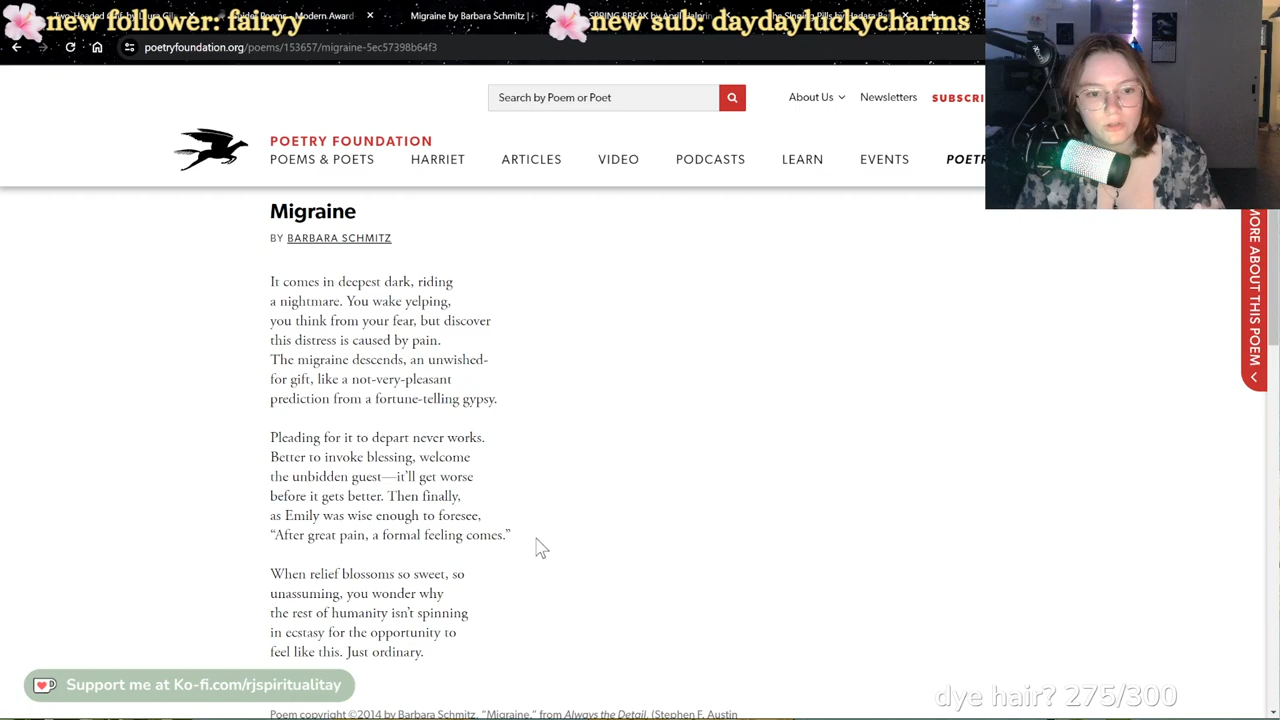 new follower: fairyy
new sub: daydayluckycharms
Poems - Modern Award
Migraine by Barbara Schmitz |
SPRING BREAK by April
poetryfoundation.org/poems/153657/migraine-5ec57398b64f3
Search by Poem or Poet
About Us
Newsletters
SUBSCRI
POETRY FOUNDATION
POEMS & POETS
HARRIET
ARTICLES
VIDEO
PODCASTS
LEARN
EVENTS
POETR
MORE ABOUT THIS POEM
Migraine
BY BARBARA SCHMITZ
It comes in deepest dark, riding
a nightmare. You wake yelping,
you think from your fear, but discover
this distress is caused by pain.
The migraine descends, an unwished-
for gift, like a not-very-pleasant
prediction from a fortune-telling gypsy.
Pleading for it to depart never works.
Better to invoke blessing, welcome
the unbidden guest—it’ll get worse
before it gets better. Then finally,
as Emily was wise enough to foresee,
“After great pain, a formal feeling comes.”
When relief blossoms so sweet, so
unassuming, you wonder why
the rest of humanity isn’t spinning
in ecstasy for the opportunity to
feel like this. Just ordinary.
Support me at Ko-fi.com/rjspiritualitay
dye hair? 275/300
Poem copyright ©2014 by Barbara Schmitz, "Migraine," from Always the Detail, (Stephen F. Austin